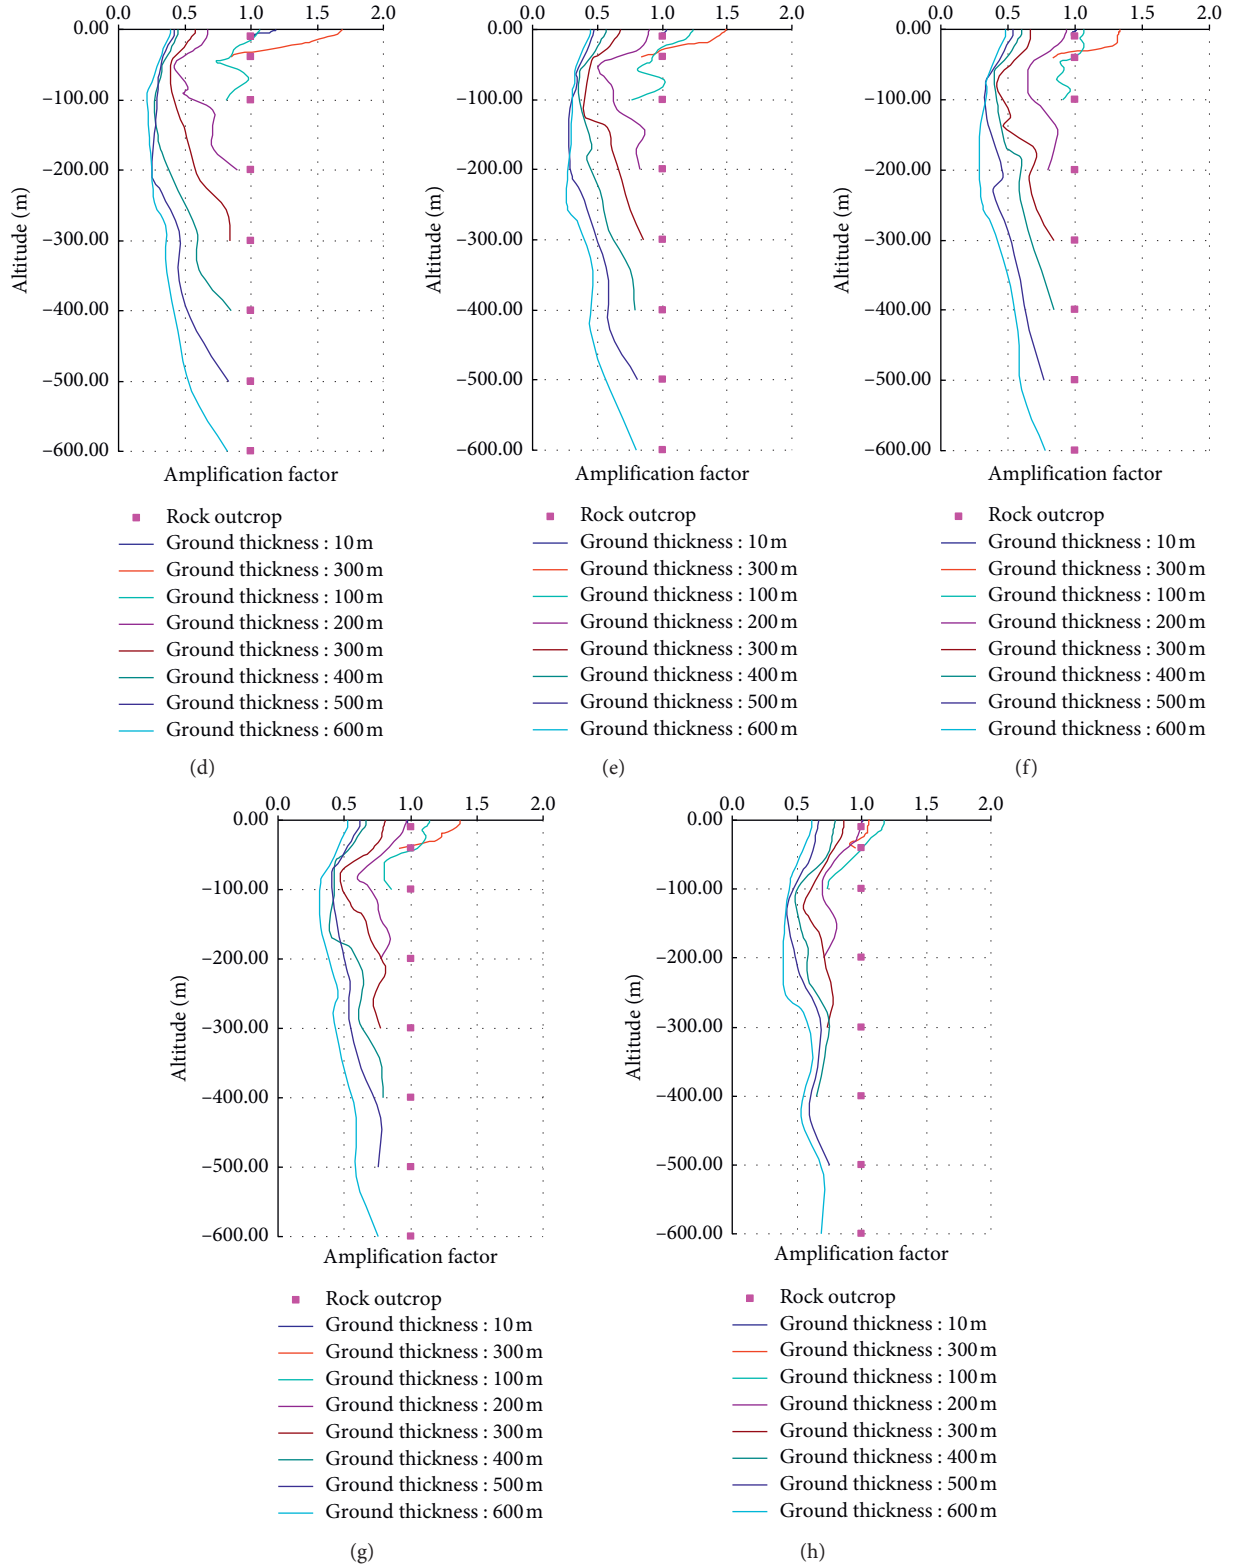 0.0 0.5 1.0 1.5 2.0
0.00
−100.00
−200.00
−300.00
−400.00
−500.00
−600.00
Altitude (m)
Amplification factor
Rock outcrop
Ground thickness : 10 m
Ground thickness : 300 m
Ground thickness : 100 m
Ground thickness : 200 m
Ground thickness : 300 m
Ground thickness : 400 m
Ground thickness : 500 m
Ground thickness : 600 m
(d)
0.0 0.5 1.0 1.5 2.0
0.00
−100.00
−200.00
−300.00
−400.00
−500.00
−600.00
Altitude (m)
Amplification factor
Rock outcrop
Ground thickness : 10 m
Ground thickness : 300 m
Ground thickness : 100 m
Ground thickness : 200 m
Ground thickness : 300 m
Ground thickness : 400 m
Ground thickness : 500 m
Ground thickness : 600 m
(e)
0.0 0.5 1.0 1.5 2.0
0.00
−100.00
−200.00
−300.00
−400.00
−500.00
−600.00
Altitude (m)
Amplification factor
Rock outcrop
Ground thickness : 10 m
Ground thickness : 300 m
Ground thickness : 100 m
Ground thickness : 200 m
Ground thickness : 300 m
Ground thickness : 400 m
Ground thickness : 500 m
Ground thickness : 600 m
(f)
0.0 0.5 1.0 1.5 2.0
0.00
−100.00
−200.00
−300.00
−400.00
−500.00
−600.00
Altitude (m)
Amplification factor
Rock outcrop
Ground thickness : 10 m
Ground thickness : 300 m
Ground thickness : 100 m
Ground thickness : 200 m
Ground thickness : 300 m
Ground thickness : 400 m
Ground thickness : 500 m
Ground thickness : 600 m
(g)
0.0 0.5 1.0 1.5 2.0
0.00
−100.00
−200.00
−300.00
−400.00
−500.00
−600.00
Altitude (m)
Amplification factor
Rock outcrop
Ground thickness : 10 m
Ground thickness : 300 m
Ground thickness : 100 m
Ground thickness : 200 m
Ground thickness : 300 m
Ground thickness : 400 m
Ground thickness : 500 m
Ground thickness : 600 m
(h)